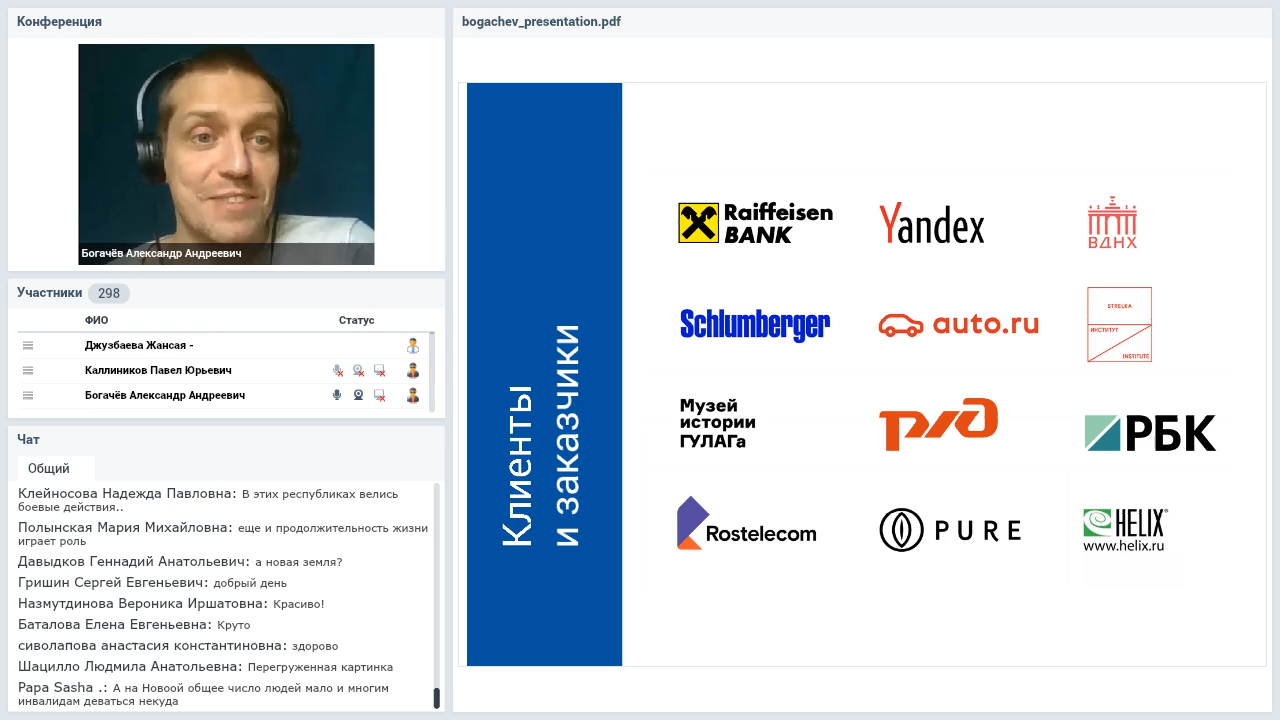 Конференция
Богачёв Александр Андреевич
Участники 298
ФИО Статус
Джузбаева Жансая -
Каллиников Павел Юрьевич
Богачёв Александр Андреевич
Чат
Общий
Клейносова Надежда Павловна: В этих республиках велись
боевые действия..
Полынская Мария Михайловна: еще и продолжительность жизни
играет роль
Давыдков Геннадий Анатольевич: а новая земля?
Гришин Сергей Евгеньевич: добрый день
Назмутдинова Вероника Иршатовна: Красиво!
Баталова Елена Евгеньевна: Круто
сиволапова анастасия константиновна: здорово
Шацилло Людмила Анатольевна: Перегруженная картинка
Papa Sasha .: А на Новоой общее число людей мало и многим
инвалидам деваться некуда
bogachev_presentation.pdf
Клиенты
и заказчики
Raiffeisen
BANK
Yandex
ВДНХ
Schlumberger
auto.ru
STRELKA
ИНСТИТУТ
INSTITUTE
Музей
истории
ГУЛАГа
РЖД
РБК
Rostelecom
PURE
HELIX®
www.helix.ru